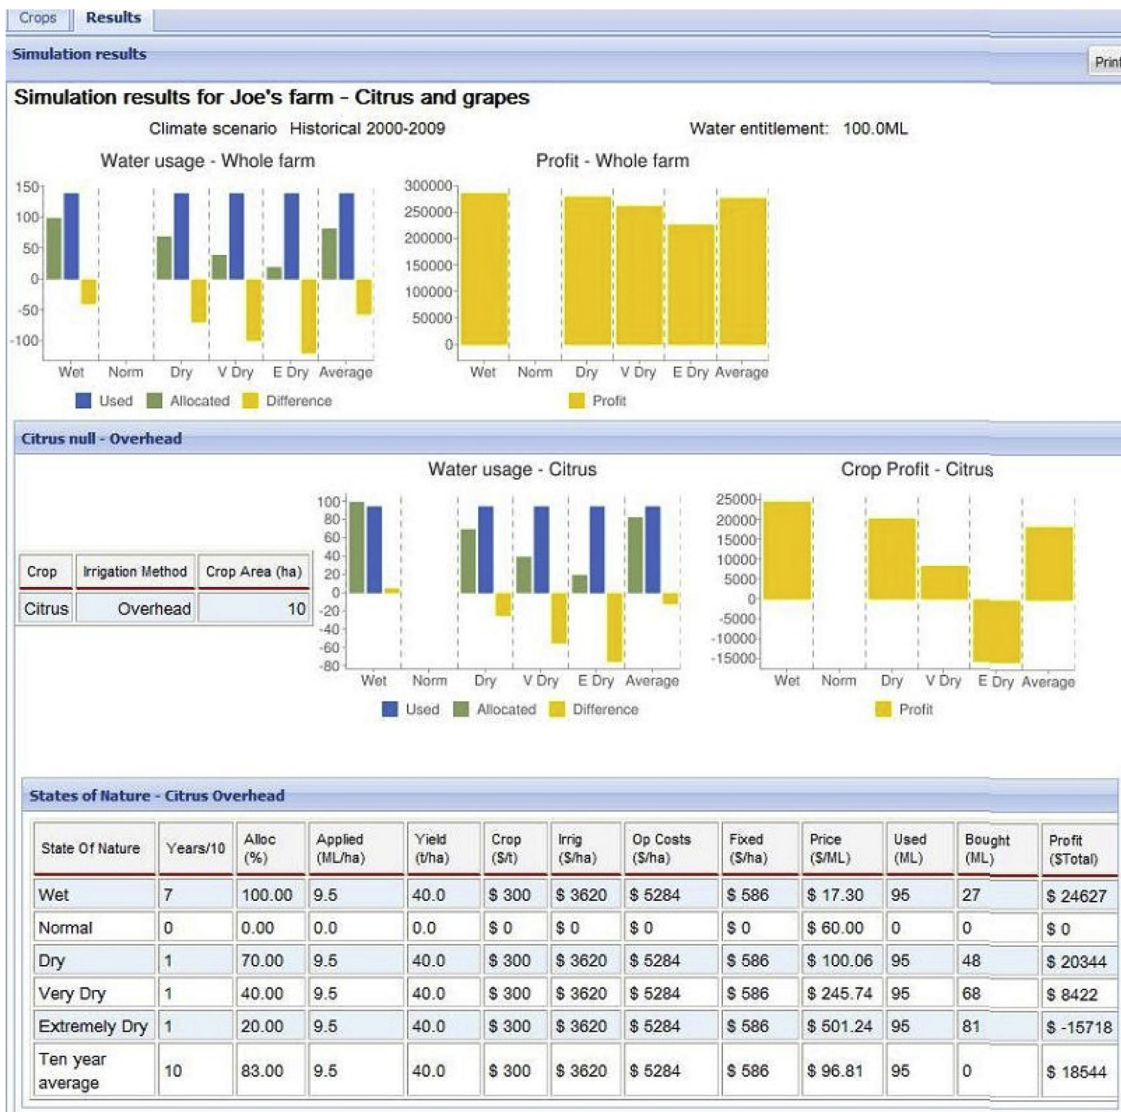 Crops Results
Simulation results
Print
Simulation results for Joe's farm - Citrus and grapes
Climate scenario Historical 2000-2009 Water entitlement: 100.0ML
Water usage - Whole farm
150
100
50
0
-50
-100
Wet Norm Dry V Dry E Dry Average
Used Allocated Difference
Profit - Whole farm
300000
250000
200000
150000
100000
50000
0
Wet Norm Dry V Dry E Dry Average
Profit
Citrus null - Overhead
Crop Irrigation Method Crop Area (ha)
Citrus Overhead 10
Water usage - Citrus
100
80
60
40
20
0
-20
-40
-60
-80
Wet Norm Dry V Dry E Dry Average
Used Allocated Difference
Crop Profit - Citrus
25000
20000
15000
10000
5000
0
-5000
-10000
-15000
Wet Norm Dry V Dry E Dry Average
Profit
States of Nature - Citrus Overhead
State Of Nature Years/10 Alloc (%) Applied (ML/ha) Yield (t/ha) Crop ($/t) Irrig ($/ha) Op Costs ($/ha) Fixed ($/ha) Price ($/ML) Used (ML) Bought (ML) Profit ($Total)
Wet 7 100.00 9.5 40.0 $ 300 $ 3620 $ 5284 $ 586 $ 17.30 95 27 $ 24627
Normal 0 0.00 0.0 0.0 $ 0 $ 0 $ 0 $ 0 $ 60.00 0 0 $ 0
Dry 1 70.00 9.5 40.0 $ 300 $ 3620 $ 5284 $ 586 $ 100.06 95 48 $ 20344
Very Dry 1 40.00 9.5 40.0 $ 300 $ 3620 $ 5284 $ 586 $ 245.74 95 68 $ 8422
Extremely Dry 1 20.00 9.5 40.0 $ 300 $ 3620 $ 5284 $ 586 $ 501.24 95 81 $ -15718
Ten year average 10 83.00 9.5 40.0 $ 300 $ 3620 $ 5284 $ 586 $ 96.81 95 0 $ 18544